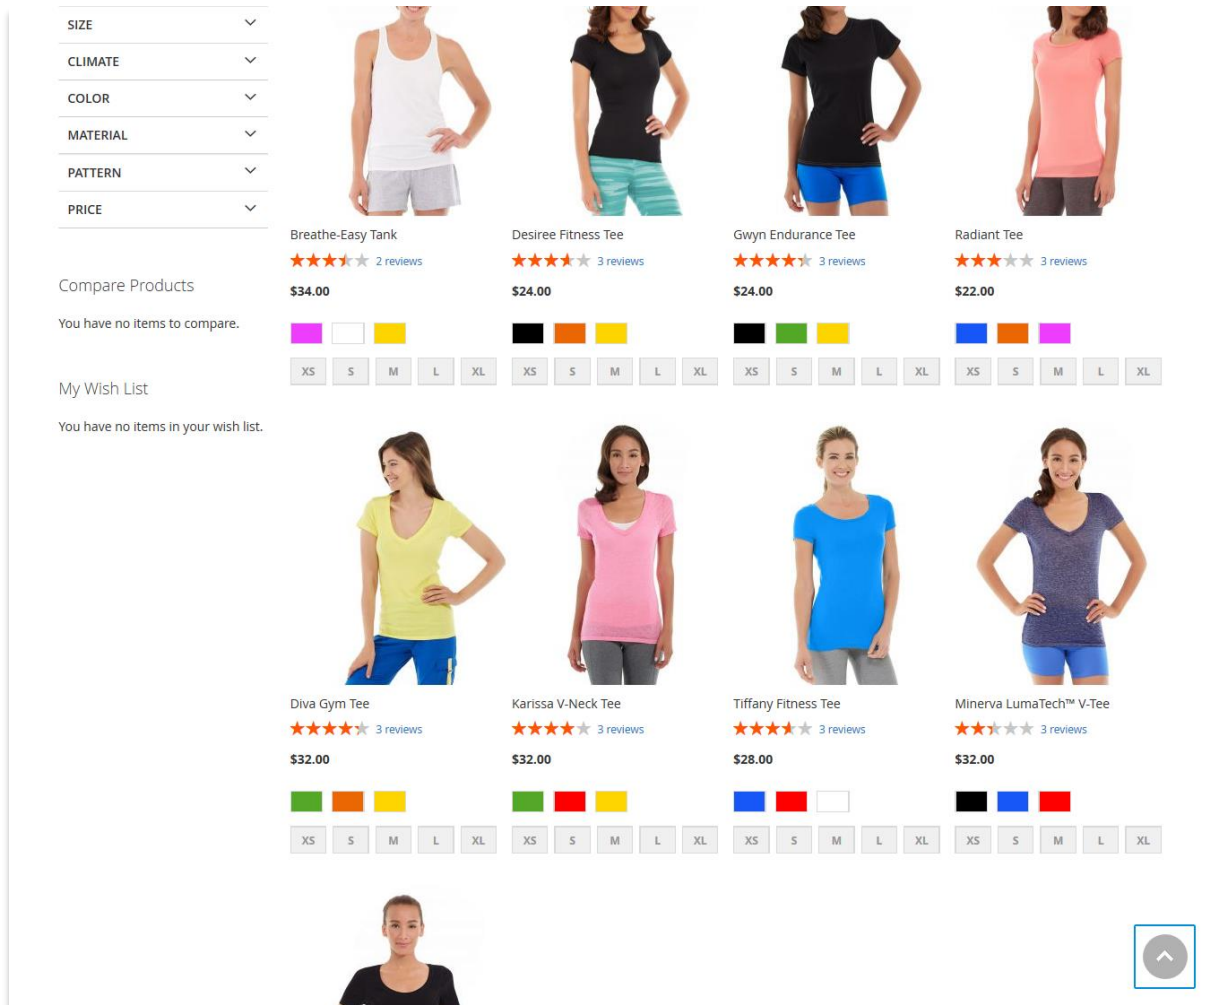 SIZE
CLIMATE
COLOR
MATERIAL
PATTERN
PRICE
Compare Products
You have no items to compare.
My Wish List
You have no items in your wish list.
Breathe-Easy Tank
2 reviews
$34.00
XS S M L XL
Desiree Fitness Tee
3 reviews
$24.00
XS S M L XL
Gwyn Endurance Tee
3 reviews
$24.00
XS S M L XL
Radiant Tee
3 reviews
$22.00
XS S M L XL
Diva Gym Tee
3 reviews
$32.00
XS S M L XL
Karissa V-Neck Tee
3 reviews
$32.00
XS S M L XL
Tiffany Fitness Tee
3 reviews
$28.00
XS S M L XL
Minerva LumaTech™ V-Tee
3 reviews
$32.00
XS S M L XL